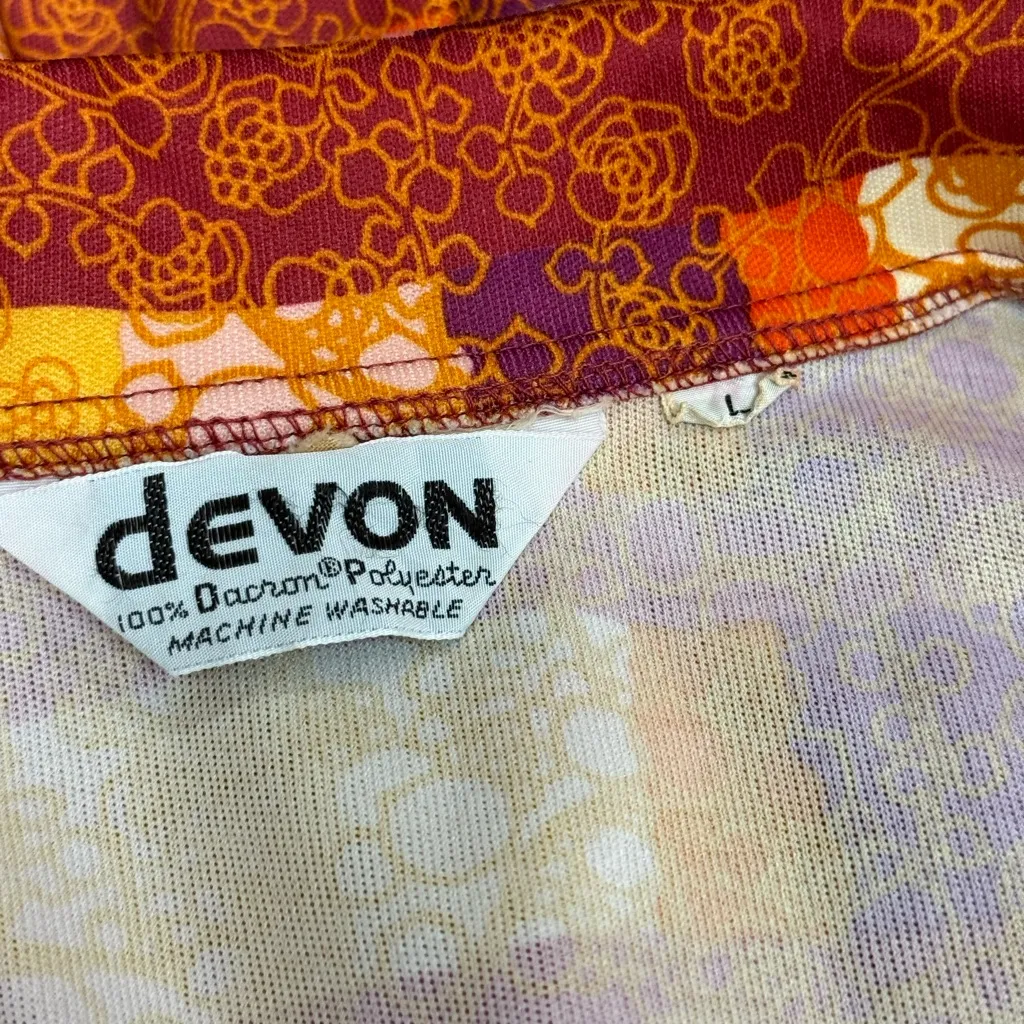 L
dEVON
100% Dacron® Polyester
MACHINE WASHABLE